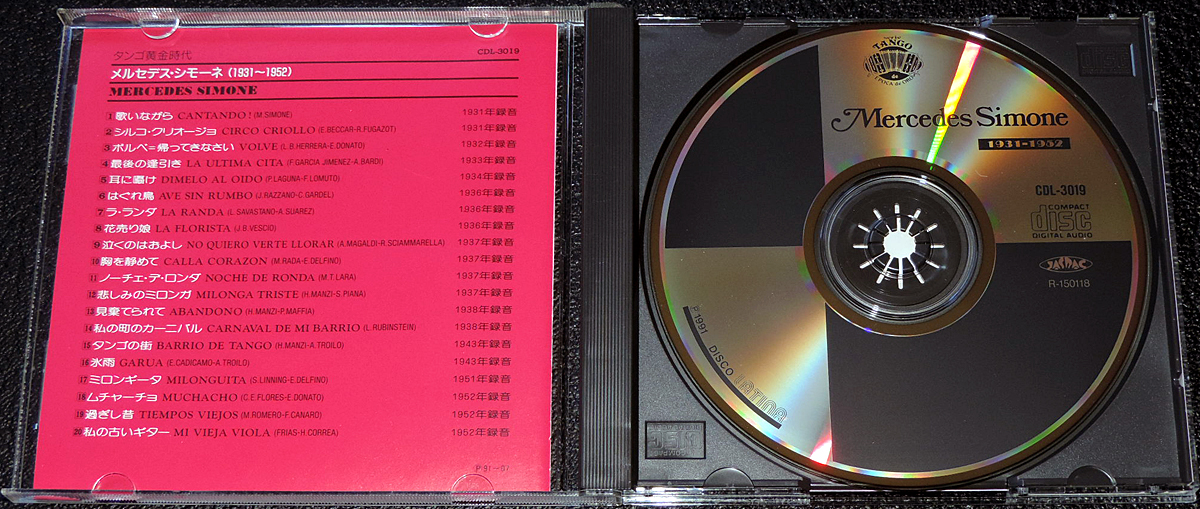 タンゴ黄金時代 CDL-3019
メルセデス・シモーネ (1931〜1952)
MERCEDES SIMONE
1 歌いながら CANTANDO! (M.SIMONE) 1931年録音
2 シルコ・クリオージョ CIRCO CRIOLLO (E.BECCAR-R.FUGAZOT) 1931年録音
3 ボルベ=帰ってきなさい VOLVE (L.B.HERRERA-E.DONATO) 1932年録音
4 最後の逢引き LA ULTIMA CITA (F.GARCIA JIMENEZ-A.BARDI) 1933年録音
5 耳に囁け DIMELO AL OIDO (P.LAGUNA-F.LOMUTO) 1934年録音
6 はぐれ鳥 AVE SIN RUMBO (J.RAZZANO-C.GARDEL) 1936年録音
7 ラ・ランダ LA RANDA (L.SAVASTANO-A.SUAREZ) 1936年録音
8 花売り娘 LA FLORISTA (J.B.VESCIO) 1936年録音
9 泣くのはおよし NO QUIERO VERTE LLORAR (A.MAGALDI-R.SCIAMMARELLA) 1937年録音
10 胸を静めて CALLA CORAZON (M.RADA-E.DELFINO) 1937年録音
11 ノーチェ・デ・ロンダ NOCHE DE RONDA (M.T.LARA) 1937年録音
12 悲しみのミロンガ MILONGA TRISTE (H.MANZI-S.PIANA) 1937年録音
13 見棄てられて ABANDONO (H.MANZI-P.MAFFIA) 1938年録音
14 私の町のカーニバル CARNAVAL DE MI BARRIO (L.RUBINSTEIN) 1938年録音
15 タンゴの街 BARRIO DE TANGO (H.MANZI-A.TROILO) 1943年録音
16 氷雨 GARUA (E.CADICAMO-A.TROILO) 1943年録音
17 ミロンギータ MILONGUITA (S.LINNING-E.DELFINO) 1951年録音
18 ムチャーチョ MUCHACHO (C.E.FLORES-E.DONATO) 1952年録音
19 過ぎし昔 TIEMPOS VIEJOS (M.ROMERO-F.CANARD) 1952年録音
20 私の古いギター MI VIEJA VIOLA (FRIAS-H.CORREA) 1952年録音
P 91-07
TANGO
EPOCA de ORO
Mercedes Simone
1931-1952
CDL-3019
COMPACT
disc
DIGITAL AUDIO
JASRAC
R-150118
P 1991 DISCO LATINA